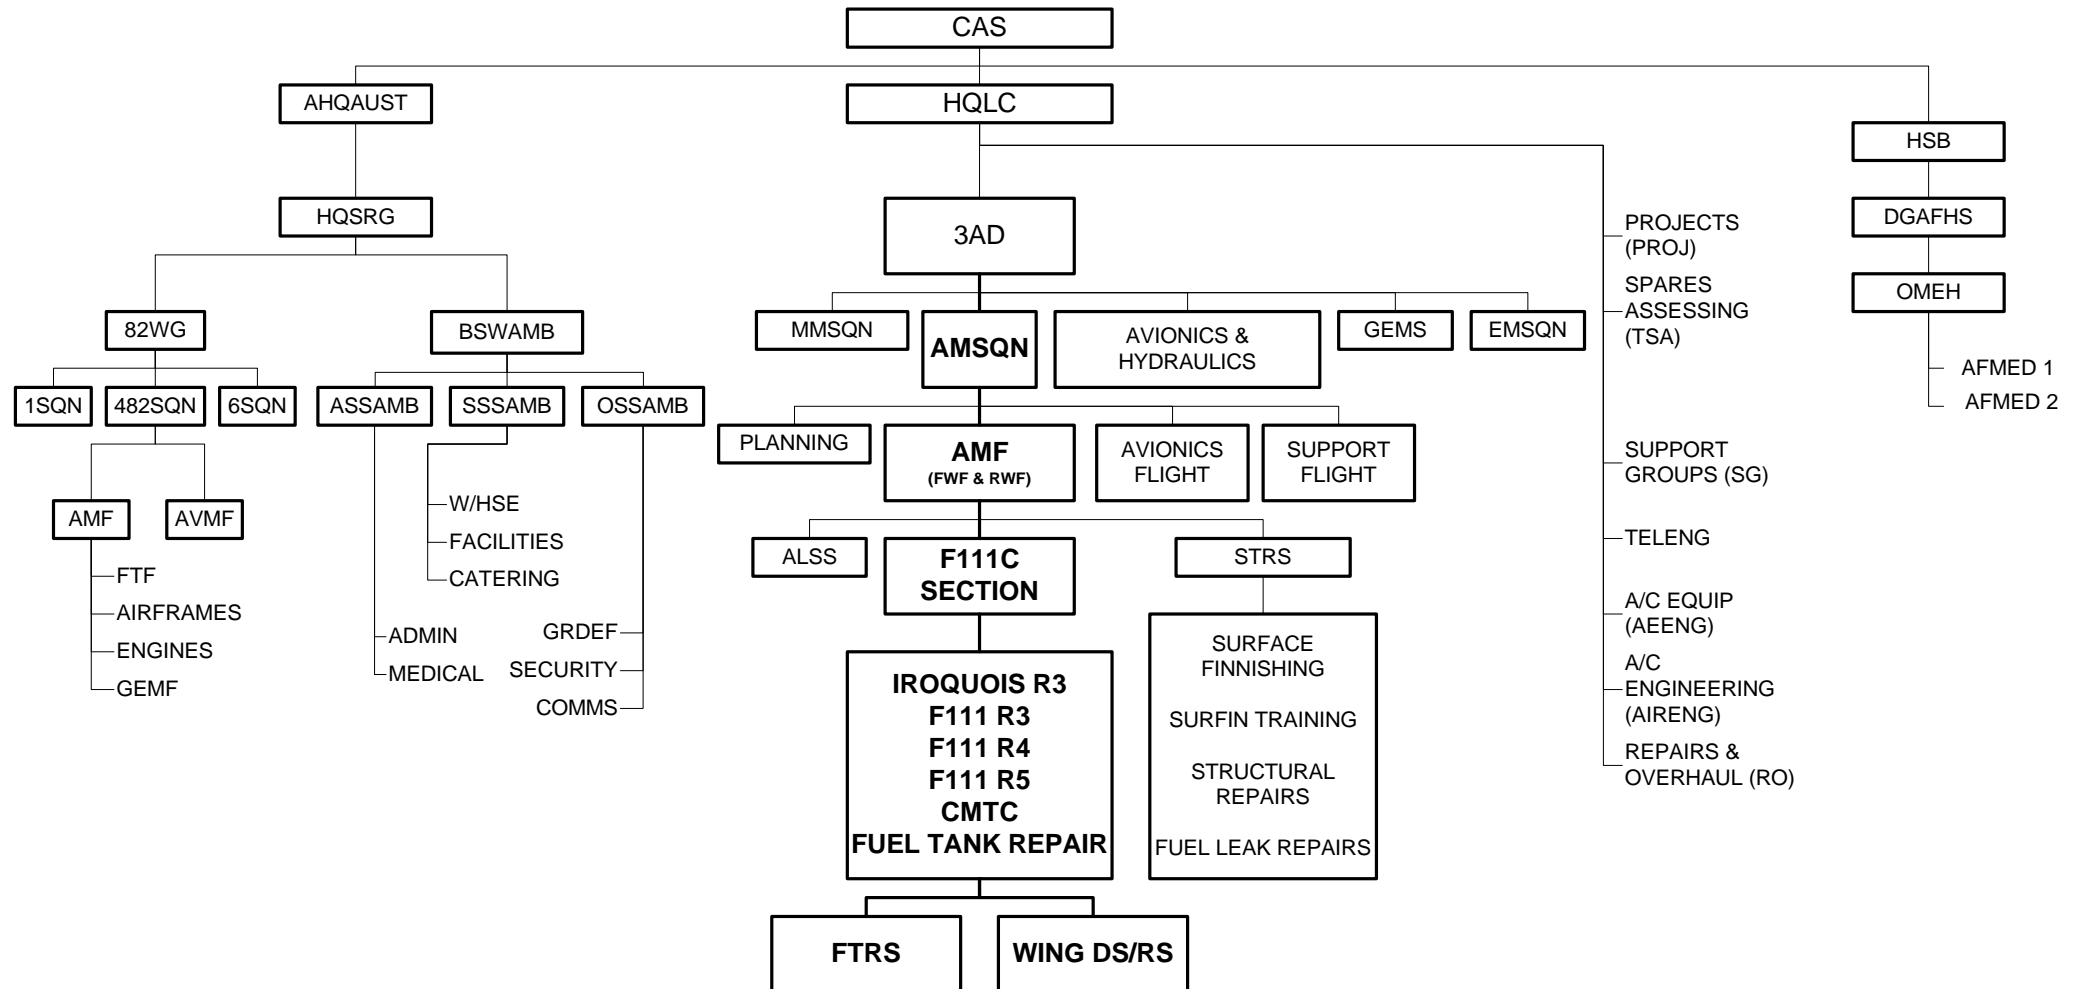 CAS
AHQAUST
HQLC
HSB
HQSRG
3AD
DGAFHS
OMEH
AFMED 1
AFMED 2
PROJECTS
(PROJ)
SPARES
ASSESSING
(TSA)
SUPPORT
GROUPS (SG)
TELENG
A/C EQUIP
(AEENG)
A/C
ENGINEERING
(AIRENG)
REPAIRS &
OVERHAUL (RO)
82WG
BSWAMB
MMSQN
AMSQN
AVIONICS &
HYDRAULICS
GEMS
EMSQN
1SQN
482SQN
6SQN
ASSAMB
SSSAMB
OSSAMB
PLANNING
AMF
(FWF & RWF)
AVIONICS
FLIGHT
SUPPORT
FLIGHT
AMF
AVMF
W/HSE
FACILITIES
CATERING
FTF
AIRFRAMES
ENGINES
GEMF
ADMIN
MEDICAL
GRDEF
SECURITY
COMMS
ALSS
F111C
SECTION
STRS
IROQUOIS R3
F111 R3
F111 R4
F111 R5
CMTC
FUEL TANK REPAIR
SURFACE
FINNISHING
SURFIN TRAINING
STRUCTURAL
REPAIRS
FUEL LEAK REPAIRS
FTRS
WING DS/RS